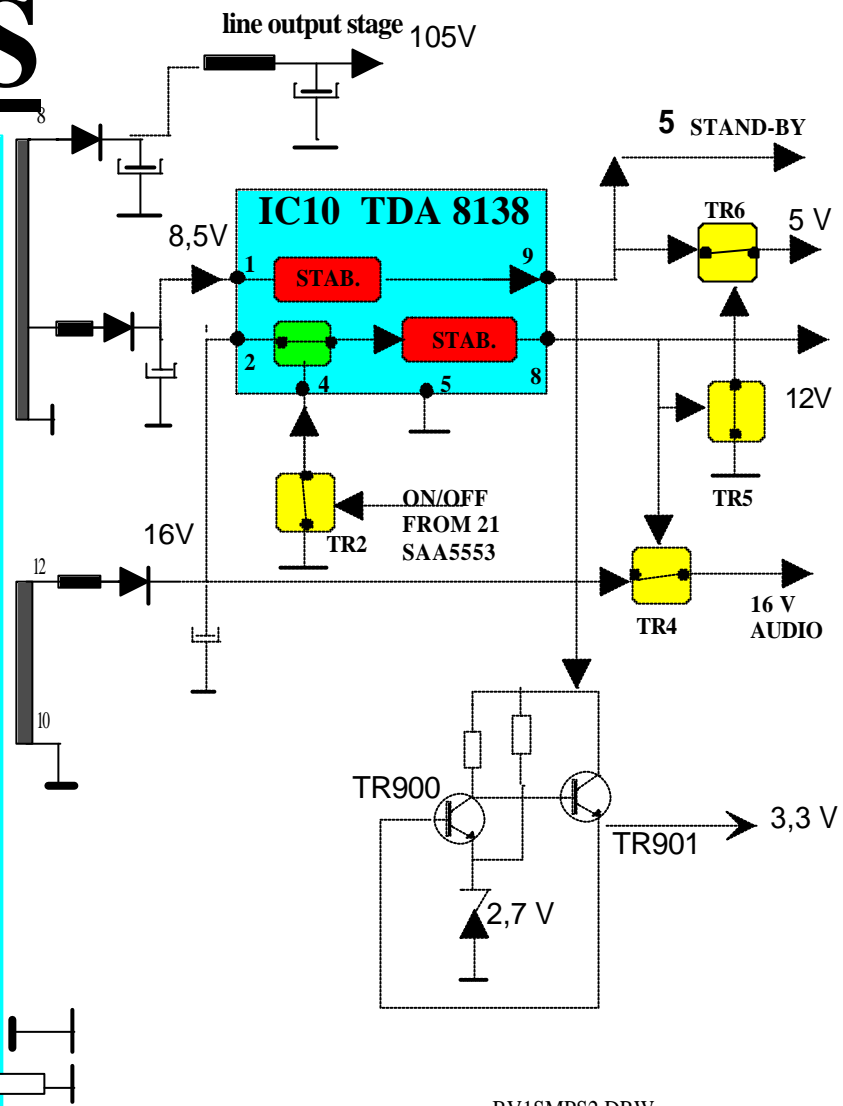 S
line output stage 105V
8
5 STAND-BY
IC10 TDA 8138
TR6
5 V
8,5V
1
STAB.
9
2
STAB.
8
4
5
12V
TR5
ON/OFF
FROM 21
SAA5553
TR2
16V
12
16 V
AUDIO
TR4
10
TR900
TR901
3,3 V
2,7 V